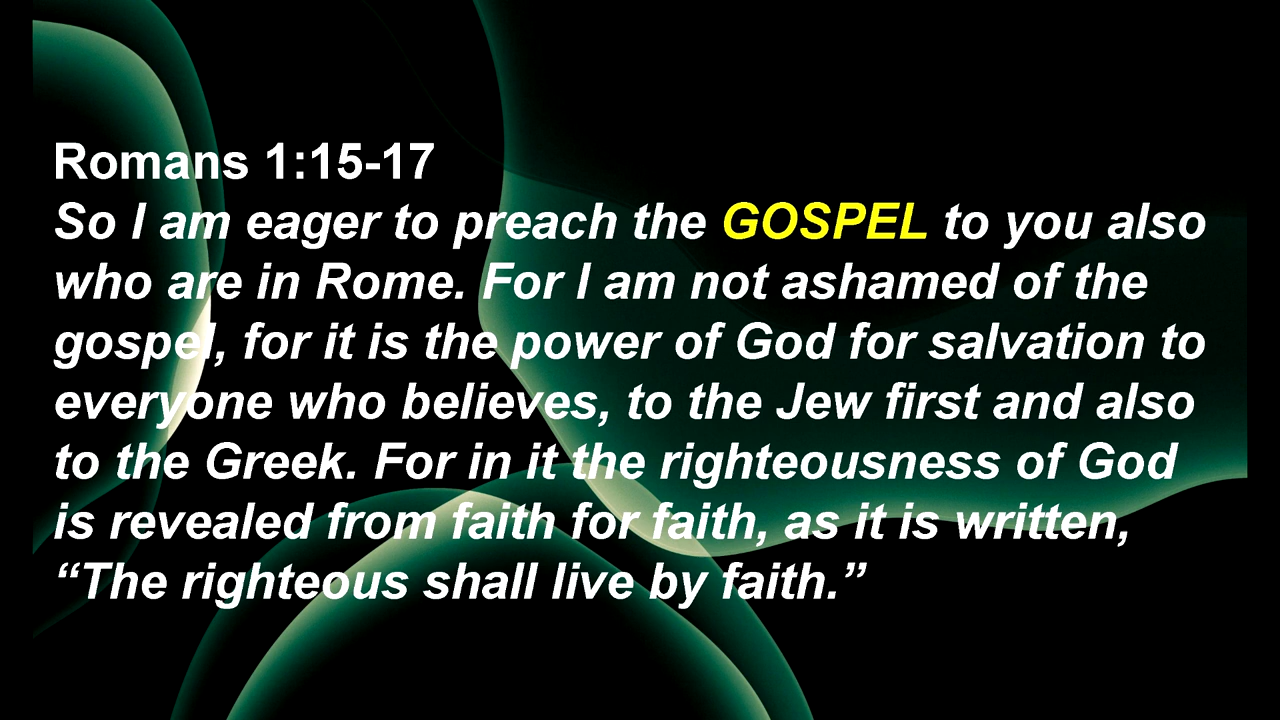 Romans 1:15-17
So I am eager to preach the GOSPEL to you also
who are in Rome. For I am not ashamed of the
gospel, for it is the power of God for salvation to
everyone who believes, to the Jew first and also
to the Greek. For in it the righteousness of God
is revealed from faith for faith, as it is written,
“The righteous shall live by faith.”